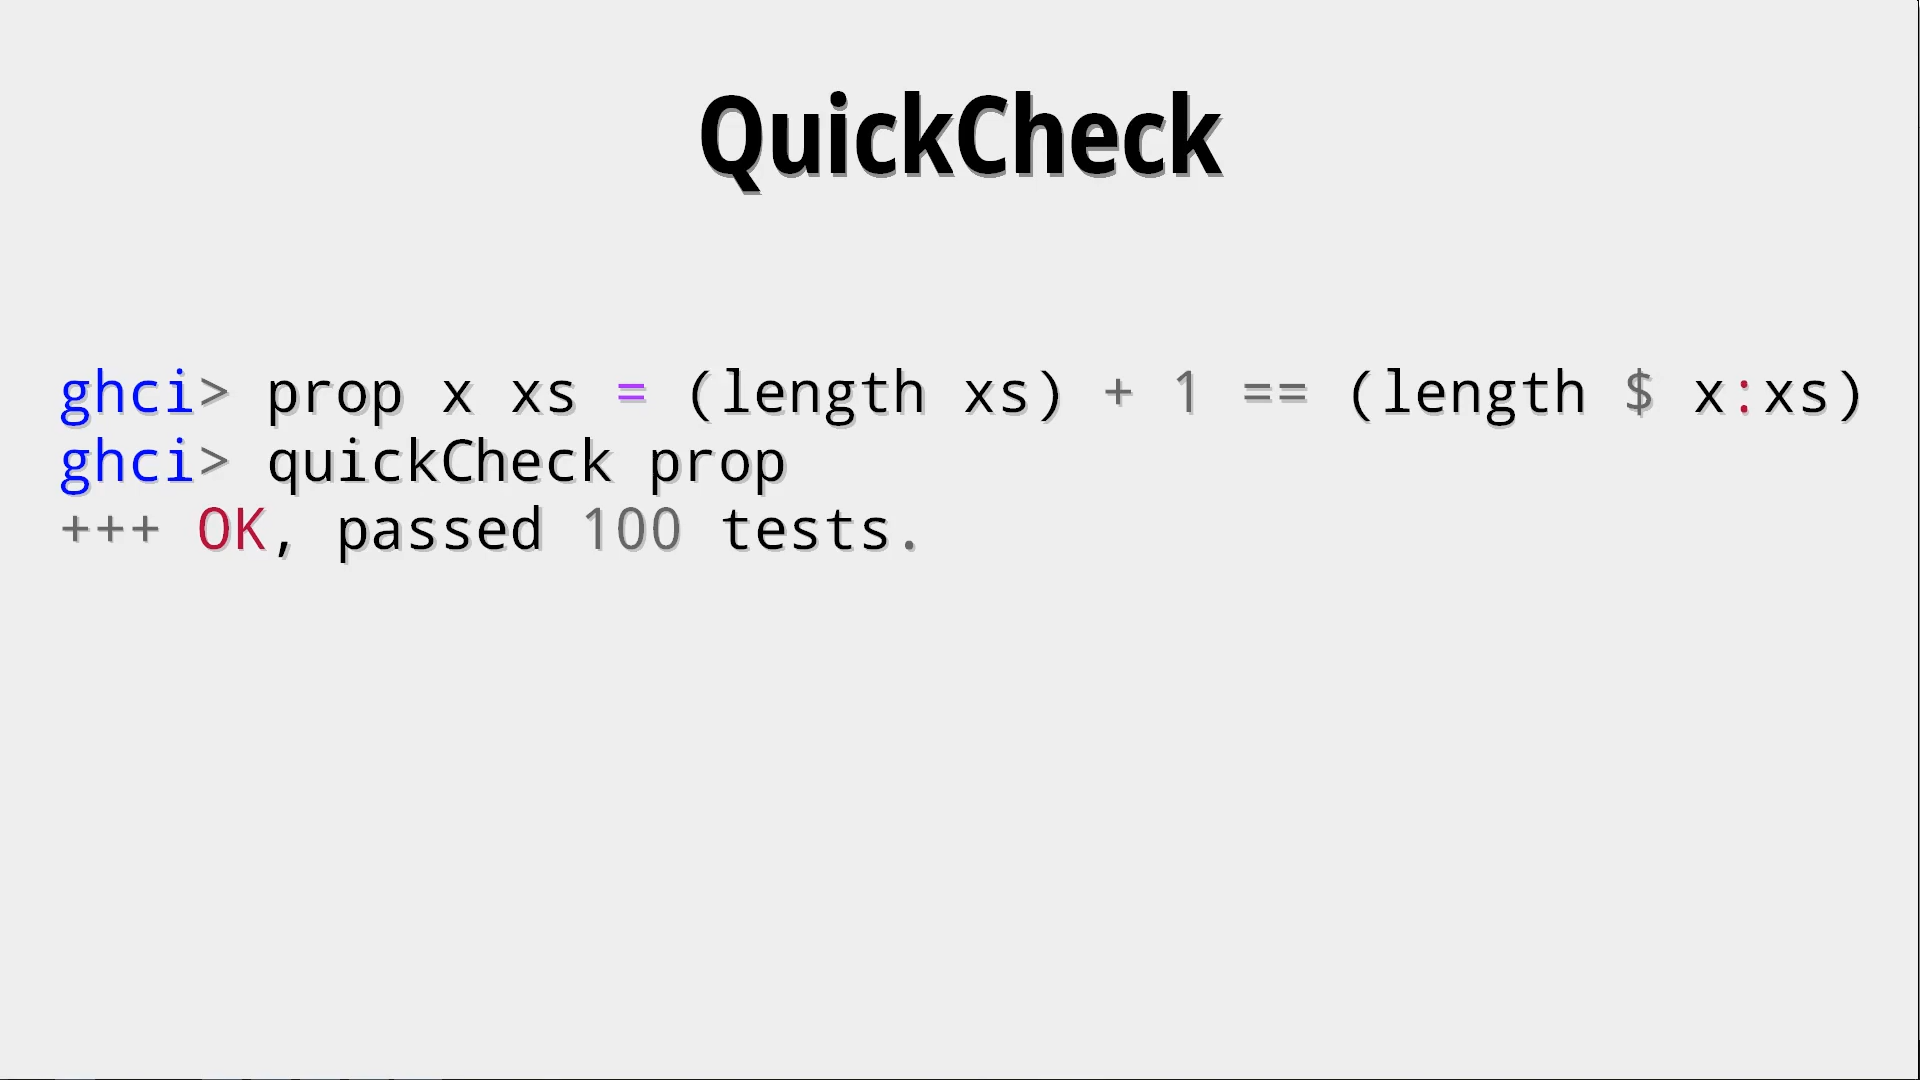 QuickCheck
ghci> prop x xs = (length xs) + 1 == (length $ x:xs)
ghci> quickCheck prop
+++ OK, passed 100 tests.